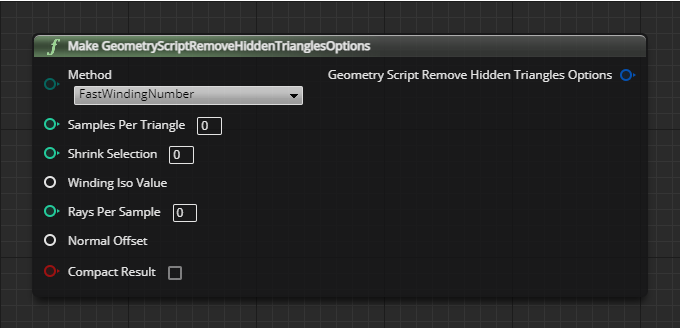 Make GeometryScriptRemoveHiddenTrianglesOptions
Method
Geometry Script Remove Hidden Triangles Options
FastWindingNumber
Samples Per Triangle 0
Shrink Selection 0
Winding Iso Value
Rays Per Sample 0
Normal Offset
Compact Result